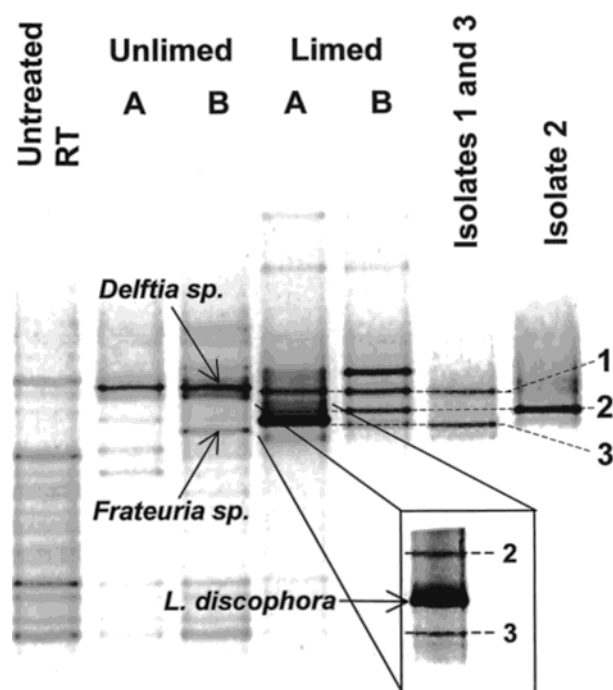 Unlimed
Limed
Untreated
RT
A
B
A
B
Isolates 1 and 3
Isolate 2
Delftia sp.
1
2
3
Frateuria sp.
2
L. discophora
3